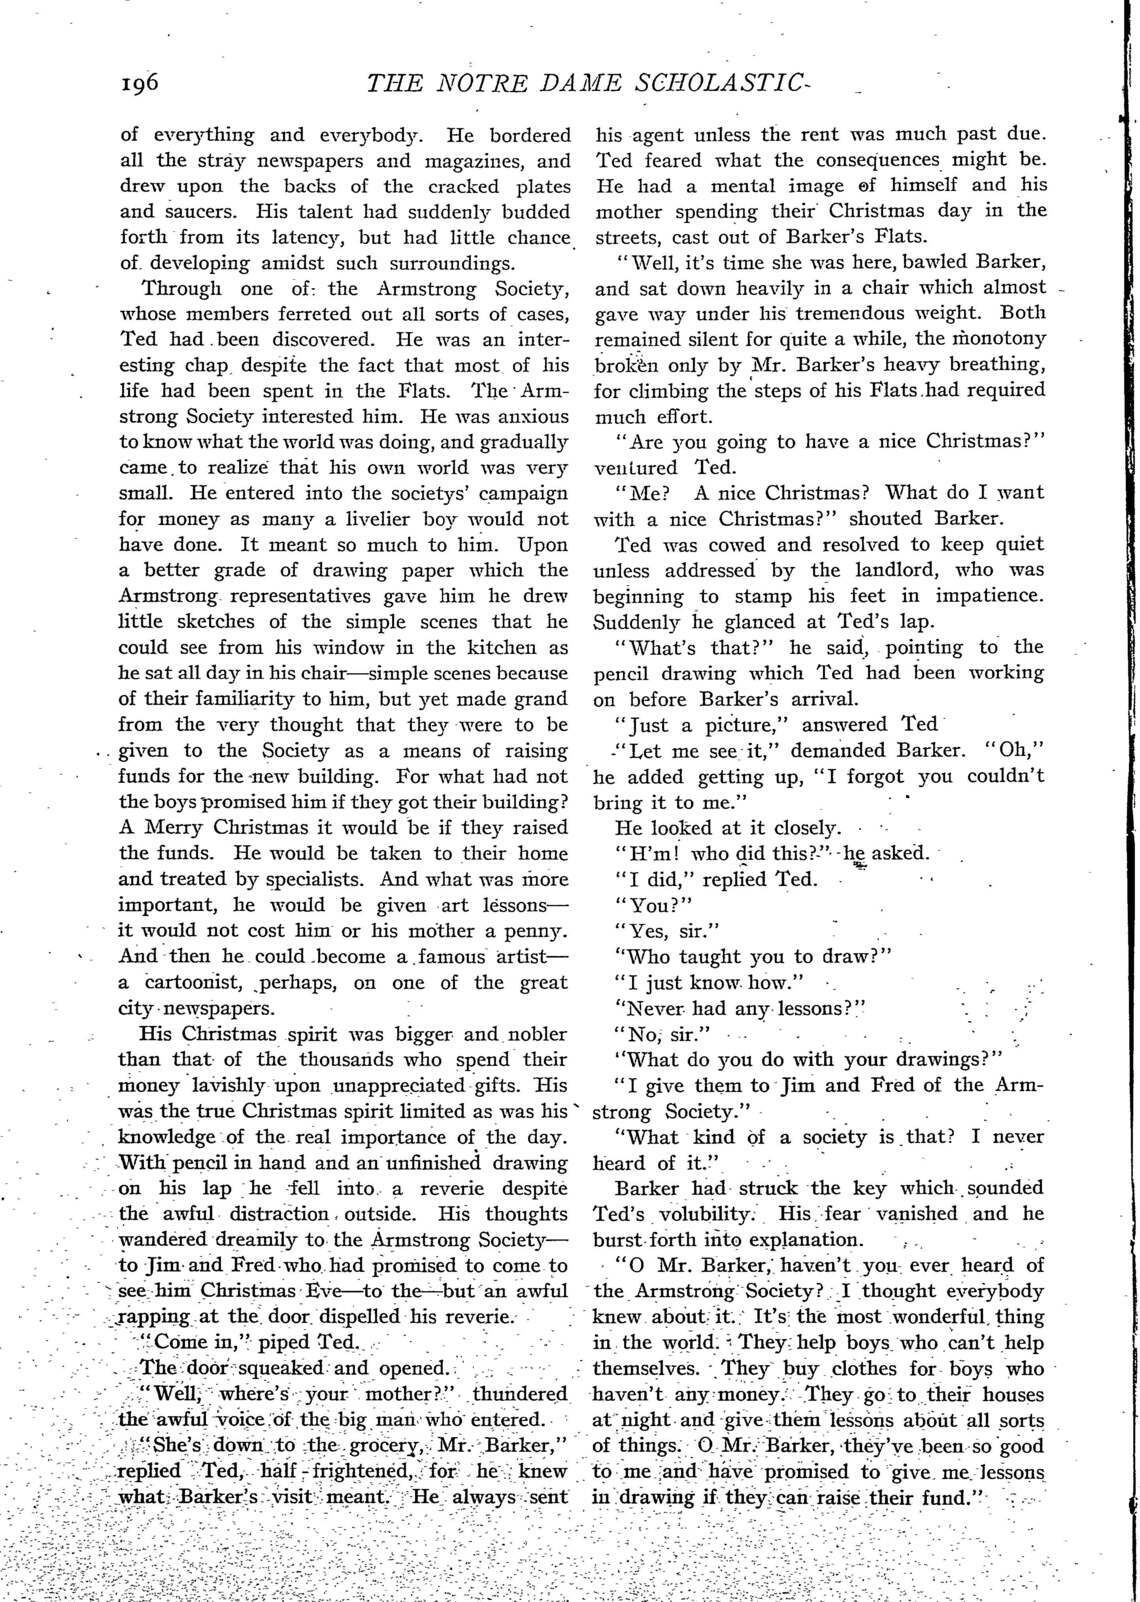 196
THE NOTRE DAME SCHOLASTIC
of everything and everybody. He bordered
all the stray newspapers and magazines, and
drew upon the backs of the cracked plates
and saucers. His talent had suddenly budded
forth from its latency, but had little chance
of developing amidst such surroundings.
Through one of the Armstrong Society,
whose members ferreted out all sorts of cases,
Ted had been discovered. He was an inter-
esting chap despite the fact that most of his
life had been spent in the Flats. The Arm-
strong Society interested him. He was anxious
to know what the world was doing, and gradually
came to realize that his own world was very
small. He entered into the societys' campaign
for money as many a livelier boy would not
have done. It meant so much to him. Upon
a better grade of drawing paper which the
Armstrong representatives gave him he drew
little sketches of the simple scenes that he
could see from his window in the kitchen as
he sat all day in his chair—simple scenes because
of their familiarity to him, but yet made grand
from the very thought that they were to be
given to the Society as a means of raising
funds for the new building. For what had not
the boys promised him if they got their building?
A Merry Christmas it would be if they raised
the funds. He would be taken to their home
and treated by specialists. And what was more
important, he would be given art lessons—
it would not cost him or his mother a penny.
And then he could become a famous artist—
a cartoonist, perhaps, on one of the great
city newspapers.
His Christmas spirit was bigger and nobler
than that of the thousands who spend their
money lavishly upon unappreciated gifts. His
was the true Christmas spirit limited as was his
knowledge of the real importance of the day.
With pencil in hand and an unfinished drawing
on his lap he fell into a reverie despite
the awful distraction outside. His thoughts
wandered dreamily to the Armstrong Society—
to Jim and Fred who had promised to come to
see him Christmas Eve—to the—but an awful
rapping at the door dispelled his reverie.
"Come in," piped Ted.
The door squeaked and opened.
"Well, where's your mother?" thundered
the awful voice of the big man who entered.
"She's down to the grocery, Mr. Barker,"
replied Ted, half-frightened, for he knew
what Barker's visit meant. He always sent
his agent unless the rent was much past due.
Ted feared what the consequences might be.
He had a mental image of himself and his
mother spending their Christmas day in the
streets, cast out of Barker's Flats.
"Well, it's time she was here, bawled Barker,
and sat down heavily in a chair which almost
gave way under his tremendous weight. Both
remained silent for quite a while, the monotony
broken only by Mr. Barker's heavy breathing,
for climbing the steps of his Flats had required
much effort.
"Are you going to have a nice Christmas?"
ventured Ted.
"Me? A nice Christmas? What do I want
with a nice Christmas?" shouted Barker.
Ted was cowed and resolved to keep quiet
unless addressed by the landlord, who was
beginning to stamp his feet in impatience.
Suddenly he glanced at Ted's lap.
"What's that?" he said, pointing to the
pencil drawing which Ted had been working
on before Barker's arrival.
"Just a picture," answered Ted
"Let me see it," demanded Barker. "Oh,"
he added getting up, "I forgot you couldn't
bring it to me."
He looked at it closely.
"H'm! who did this?" he asked.
"I did," replied Ted.
"You?"
"Yes, sir."
"Who taught you to draw?"
"I just know how."
"Never had any lessons?"
"No, sir."
"What do you do with your drawings?"
"I give them to Jim and Fred of the Arm-
strong Society."
"What kind of a society is that? I never
heard of it."
Barker had struck the key which sounded
Ted's volubility. His fear vanished and he
burst forth into explanation.
"O Mr. Barker, haven't you ever heard of
the Armstrong Society? I thought everybody
knew about it. It's the most wonderful thing
in the world. They help boys who can't help
themselves. They buy clothes for boys who
haven't any money. They go to their houses
at night and give them lessons about all sorts
of things. O Mr. Barker, they've been so good
to me and have promised to give me lessons
in drawing if they can raise their fund."